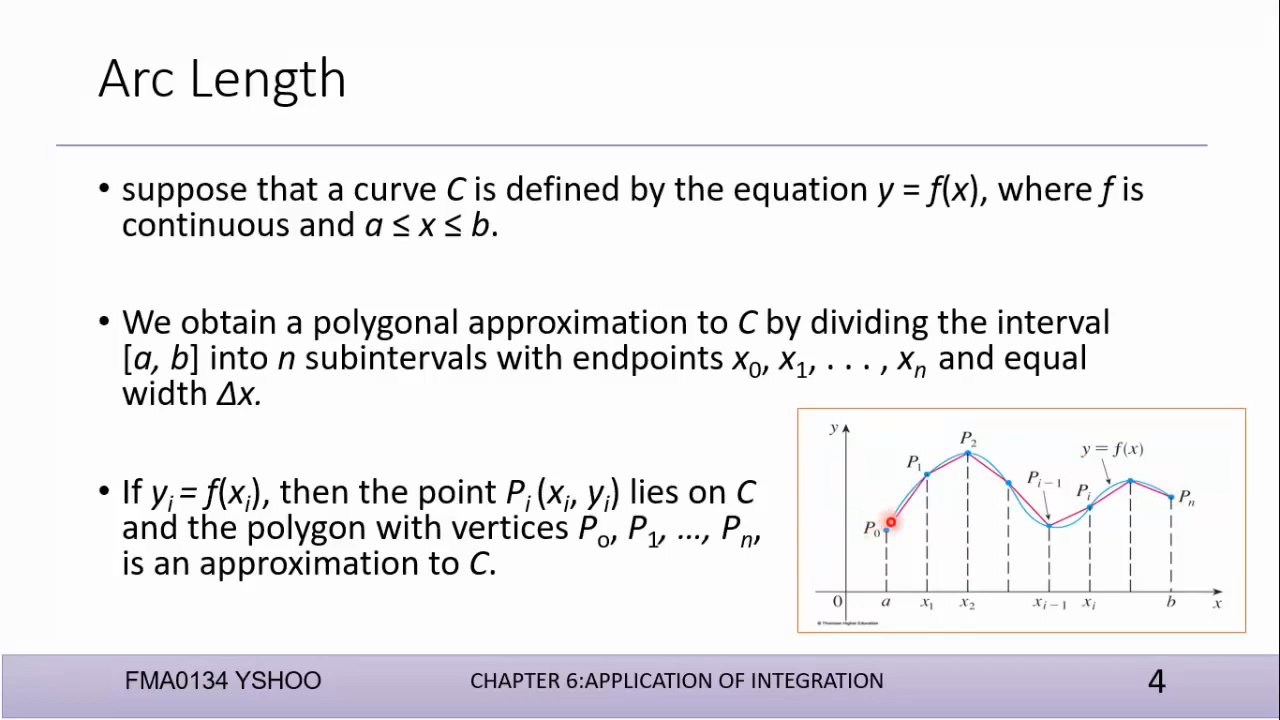 Arc Length
• suppose that a curve C is defined by the equation y = f(x), where f is
continuous and a ≤ x ≤ b.
• We obtain a polygonal approximation to C by dividing the interval
[a, b] into n subintervals with endpoints x₀, x₁, . . . , xₙ and equal
width Δx.
• If yᵢ = f(xᵢ), then the point Pᵢ (xᵢ, yᵢ) lies on C
and the polygon with vertices Pₒ, P₁, ..., Pₙ,
is an approximation to C.
y
P₂
y = f(x)
P₁
Pᵢ₋₁
Pᵢ
Pₙ
P₀
0 a x₁ x₂ xᵢ₋₁ xᵢ b x
© Thomson Higher Education
FMA0134 YSHOO
CHAPTER 6:APPLICATION OF INTEGRATION
4